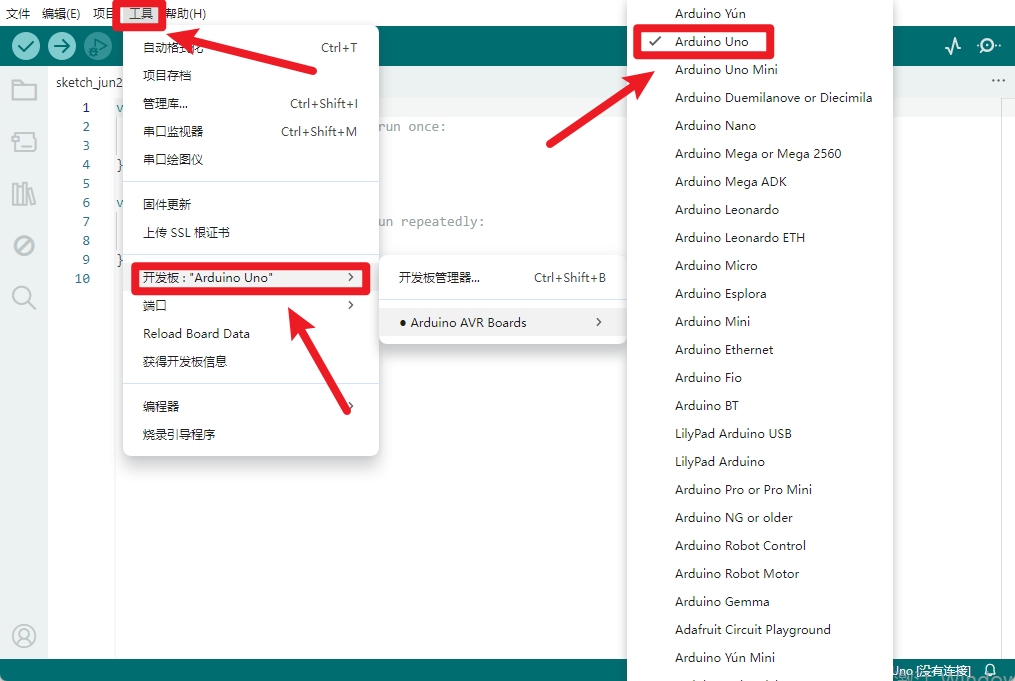 文件 编辑(E) 项目 工具 帮助(H)
sketch_jun2
1
2 run once:
3
4 }
5
6
7 un repeatedly:
8
9 }
10
自动格式化 Ctrl+T
项目存档
管理库... Ctrl+Shift+I
串口监视器 Ctrl+Shift+M
串口绘图仪
固件更新
上传 SSL 根证书
开发板 : "Arduino Uno"
端口
Reload Board Data
获得开发板信息
编程器
烧录引导程序
开发板管理器... Ctrl+Shift+B
Arduino AVR Boards
Arduino Yún
Arduino Uno
Arduino Uno Mini
Arduino Duemilanove or Diecimila
Arduino Nano
Arduino Mega or Mega 2560
Arduino Mega ADK
Arduino Leonardo
Arduino Leonardo ETH
Arduino Micro
Arduino Esplora
Arduino Mini
Arduino Ethernet
Arduino Fio
Arduino BT
LilyPad Arduino USB
LilyPad Arduino
Arduino Pro or Pro Mini
Arduino NG or older
Arduino Robot Control
Arduino Robot Motor
Arduino Gemma
Adafruit Circuit Playground
Arduino Yún Mini
Uno [没有连接]